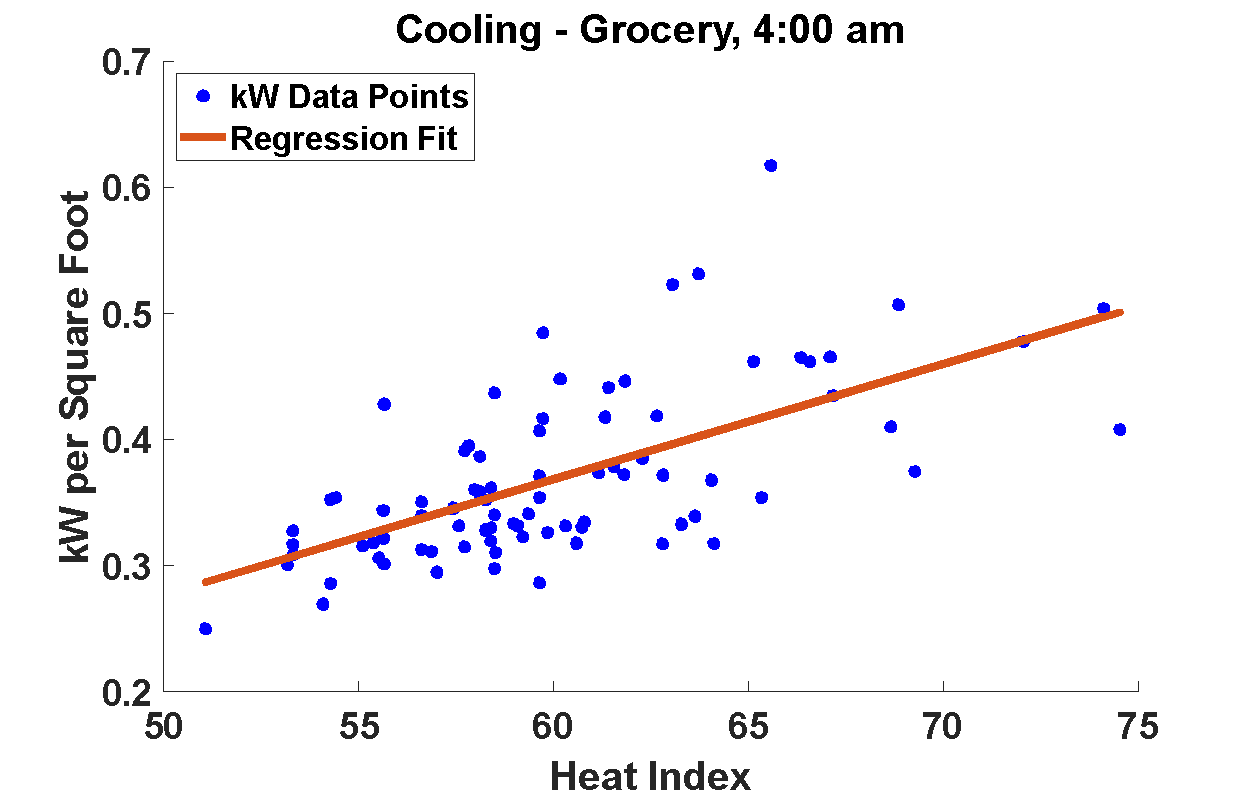 Cooling - Grocery, 4:00 am
kW Data Points
Regression Fit
kW per Square Foot
0.7
0.6
0.5
0.4
0.3
0.2
50 55 60 65 70 75
Heat Index